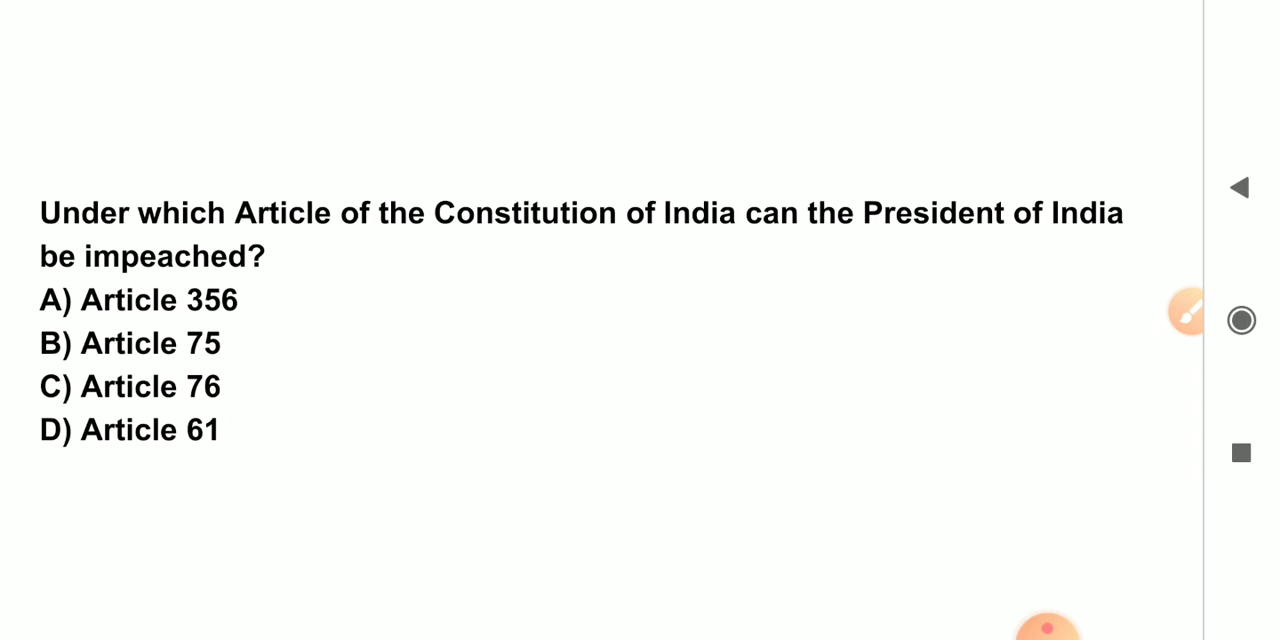 Under which Article of the Constitution of India can the President of India
be impeached?
A) Article 356
B) Article 75
C) Article 76
D) Article 61